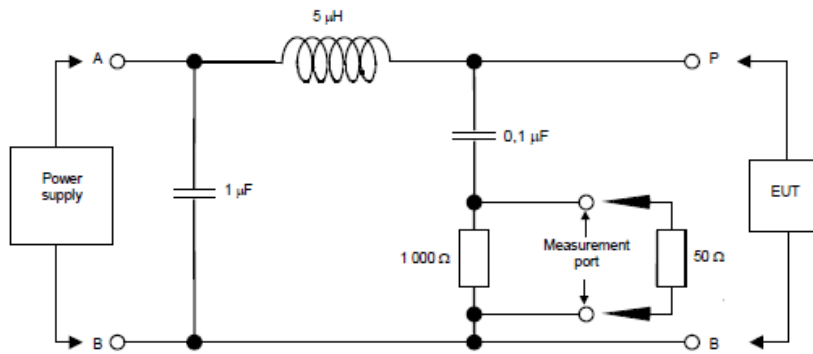 5 µH
A
P
0,1 µF
Power
supply
1 µF
EUT
1 000 Ω
Measurement
port
50 Ω
B
B